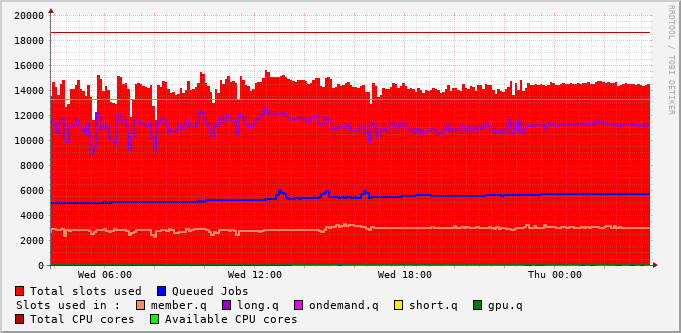 RRDTOOL / TOBI OETIKER
20000
18000
16000
14000
12000
10000
8000
6000
4000
2000
0
Wed 06:00 Wed 12:00 Wed 18:00 Thu 00:00
Total slots used Queued Jobs
Slots used in : member.q long.q ondemand.q short.q gpu.q
Total CPU cores Available CPU cores